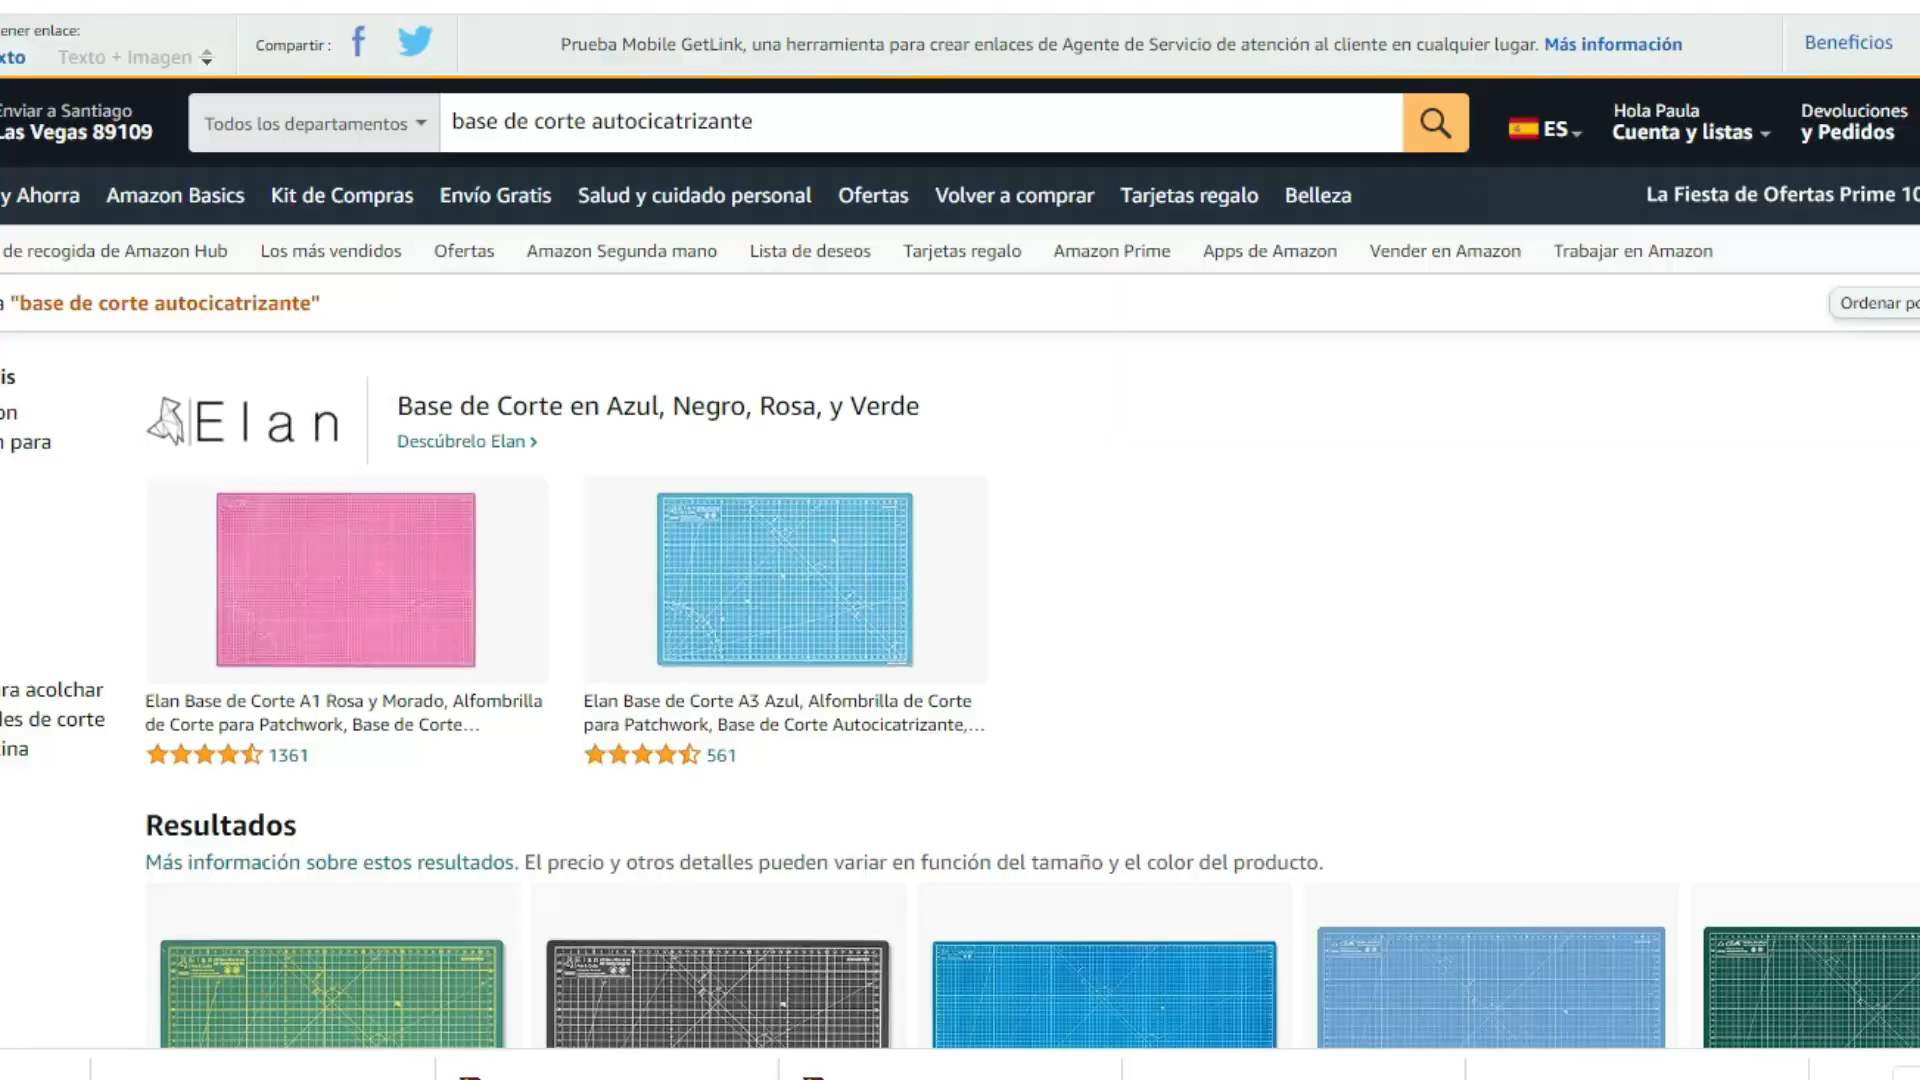 ener enlace:
xto Texto + Imagen
Compartir :
Prueba Mobile GetLink, una herramienta para crear enlaces de Agente de Servicio de atención al cliente en cualquier lugar. Más información
Beneficios
Enviar a Santiago
Las Vegas 89109
Todos los departamentos
base de corte autocicatrizante
ES
Hola Paula
Cuenta y listas
Devoluciones
y Pedidos
y Ahorra Amazon Basics Kit de Compras Envío Gratis Salud y cuidado personal Ofertas Volver a comprar Tarjetas regalo Belleza
La Fiesta de Ofertas Prime 10
de recogida de Amazon Hub Los más vendidos Ofertas Amazon Segunda mano Lista de deseos Tarjetas regalo Amazon Prime Apps de Amazon Vender en Amazon Trabajar en Amazon
a "base de corte autocicatrizante"
Ordenar po
is
on
n para
Elan
Base de Corte en Azul, Negro, Rosa, y Verde
Descúbrelo Elan
Elan Base de Corte A1 Rosa y Morado, Alfombrilla
de Corte para Patchwork, Base de Corte...
1361
Elan Base de Corte A3 Azul, Alfombrilla de Corte
para Patchwork, Base de Corte Autocicatrizante,...
561
ra acolchar
les de corte
ina
Resultados
Más información sobre estos resultados. El precio y otros detalles pueden variar en función del tamaño y el color del producto.